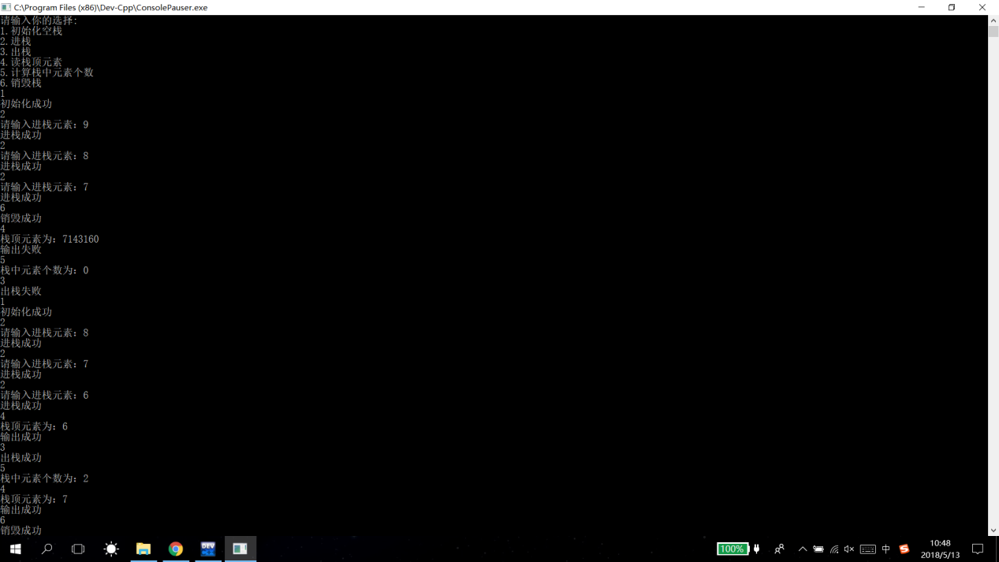 C:\Program Files (x86)\Dev-Cpp\ConsolePauser.exe
请输入你的选择:
1.初始化空栈
2.进栈
3.出栈
4.读栈顶元素
5.计算栈中元素个数
6.销毁栈
1
初始化成功
2
请输入进栈元素：9
进栈成功
2
请输入进栈元素：8
进栈成功
2
请输入进栈元素：7
进栈成功
6
销毁成功
4
栈顶元素为：7143160
输出失败
5
栈中元素个数为：0
3
出栈失败
1
初始化成功
2
请输入进栈元素：8
进栈成功
2
请输入进栈元素：7
进栈成功
2
请输入进栈元素：6
进栈成功
4
栈顶元素为：6
输出成功
3
出栈成功
5
栈中元素个数为：2
4
栈顶元素为：7
输出成功
6
销毁成功
DEV
100%
中
S
10:48
2018/5/13